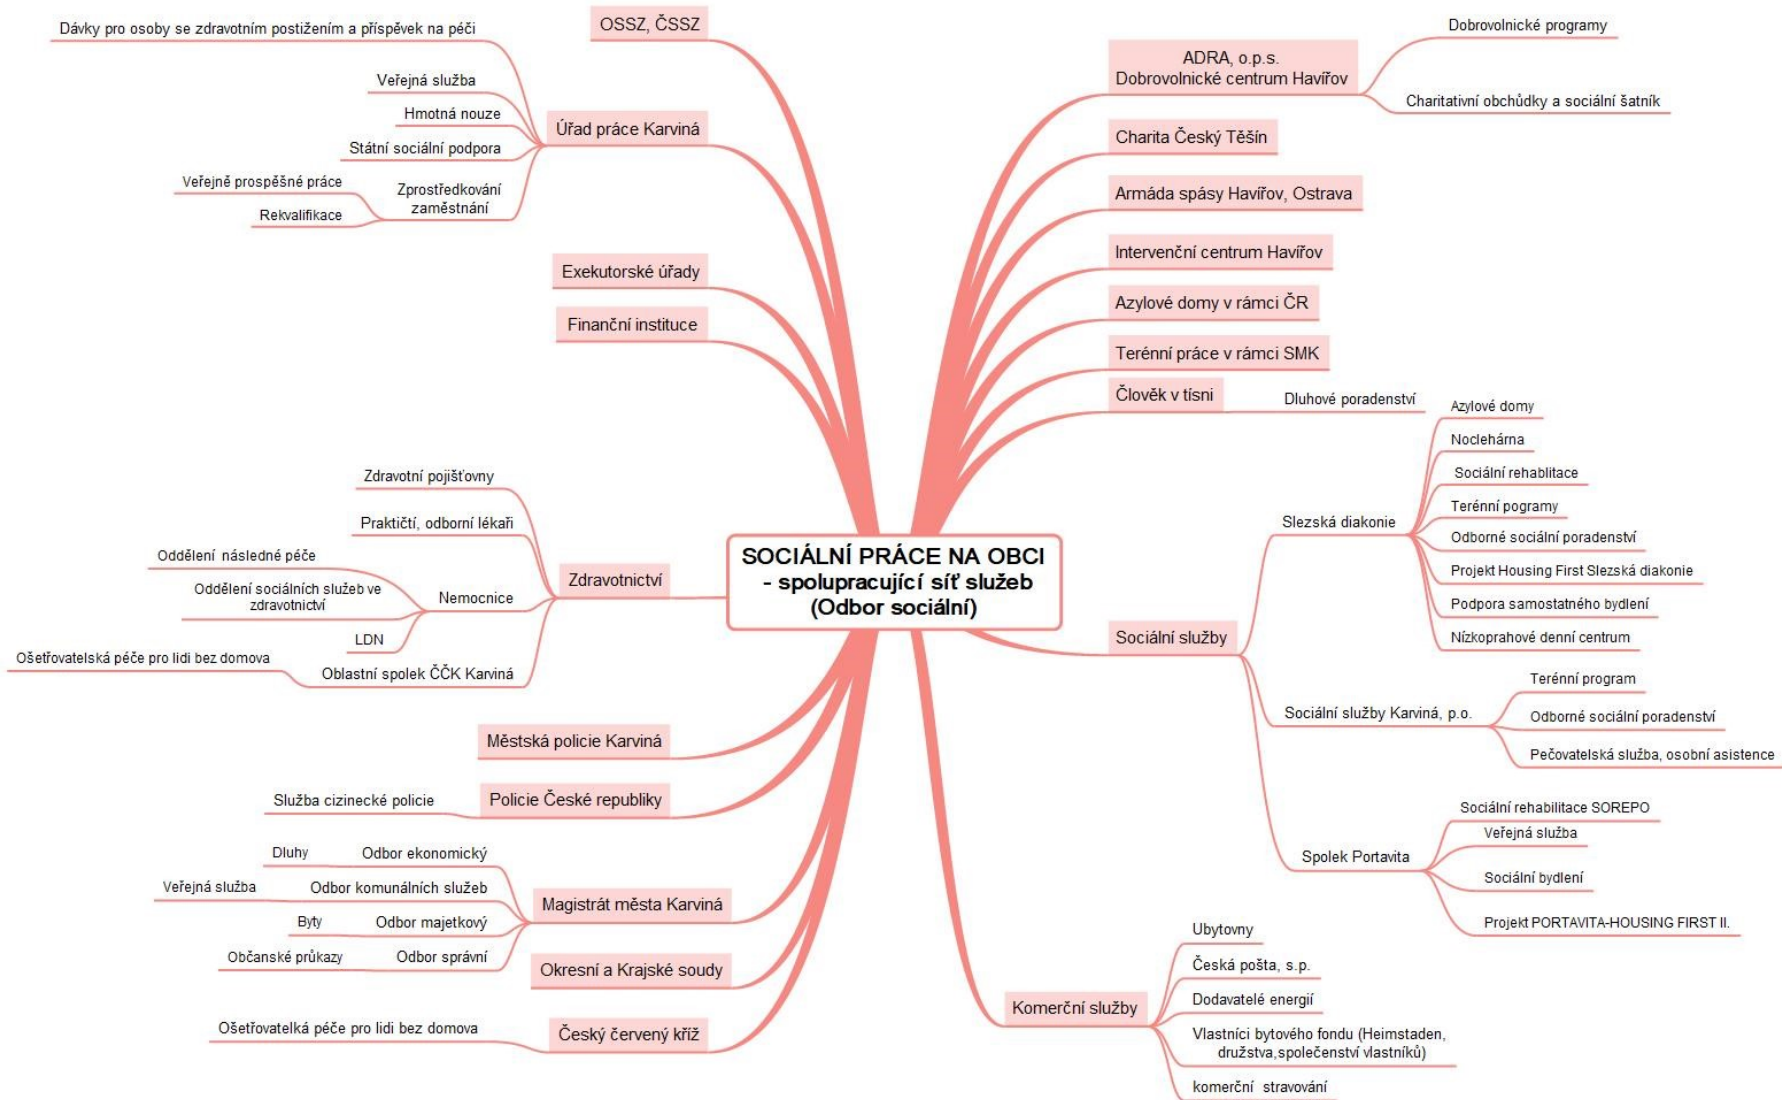 SOCIÁLNÍ PRÁCE NA OBCI
- spolupracující síť služeb
(Odbor sociální)
OSSZ, ČSSZ
Úřad práce Karviná
Dávky pro osoby se zdravotním postižením a příspěvek na péči
Veřejná služba
Hmotná nouze
Státní sociální podpora
Zprostředkování
zaměstnání
Veřejně prospěšné práce
Rekvalifikace
Exekutorské úřady
Finanční instituce
Zdravotnictví
Zdravotní pojišťovny
Praktičtí, odborní lékaři
Nemocnice
Oddělení následné péče
Oddělení sociálních služeb ve
zdravotnictví
LDN
Oblastní spolek ČČK Karviná
Ošetřovatelská péče pro lidi bez domova
Městská policie Karviná
Policie České republiky
Služba cizinecké policie
Magistrát města Karviná
Odbor ekonomický
Dluhy
Odbor komunálních služeb
Veřejná služba
Odbor majetkový
Byty
Odbor správní
Občanské průkazy
Okresní a Krajské soudy
Český červený kříž
Ošetřovatelká péče pro lidi bez domova
ADRA, o.p.s.
Dobrovolnické centrum Havířov
Dobrovolnické programy
Charitativní obchůdky a sociální šatník
Charita Český Těšín
Armáda spásy Havířov, Ostrava
Intervenční centrum Havířov
Azylové domy v rámci ČR
Terénní práce v rámci SMK
Člověk v tísni
Dluhové poradenství
Sociální služby
Slezská diakonie
Azylové domy
Noclehárna
Sociální rehablitace
Terénní pogramy
Odborné sociální poradenství
Projekt Housing First Slezská diakonie
Podpora samostatného bydlení
Nízkoprahové denní centrum
Sociální služby Karviná, p.o.
Terénní program
Odborné sociální poradenství
Pečovatelská služba, osobní asistence
Spolek Portavita
Sociální rehabilitace SOREPO
Veřejná služba
Sociální bydlení
Projekt PORTAVITA-HOUSING FIRST II.
Komerční služby
Ubytovny
Česká pošta, s.p.
Dodavatelé energií
Vlastníci bytového fondu (Heimstaden,
družstva,společenství vlastníků)
komerční stravování